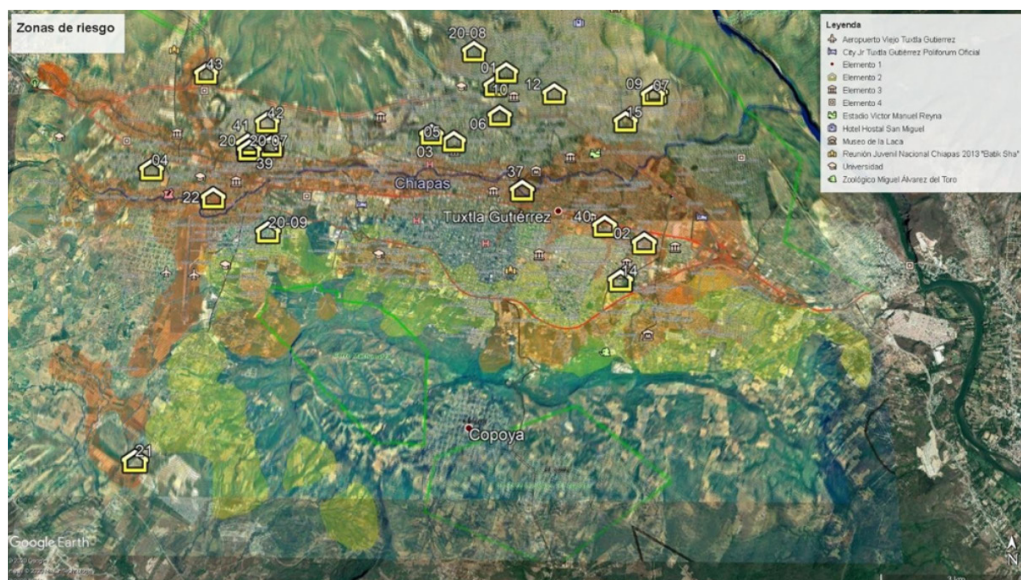 Zonas de riesgo
Leyenda
Aeropuerto Viejo Tuxtla Gutierrez
City Jr Tuxtla Gutiérrez Poliforum Oficial
Elemento 1
Elemento 2
Elemento 3
Elemento 4
Estadio Víctor Manuel Reyna
Hotel Hostal San Miguel
Museo de la Laca
Reunión Juvenil Nacional Chiapas 2013 "Batik Sha"
Universidad
Zoológico Miguel Álvarez del Toro
20-08
43
01
10
12
09
07
42
06
15
41
05
20
20-07
03
39
04
Chiapas
37
22
Tuxtla Gutiérrez
40
20-09
02
14
Copoya
21
Google Earth
N